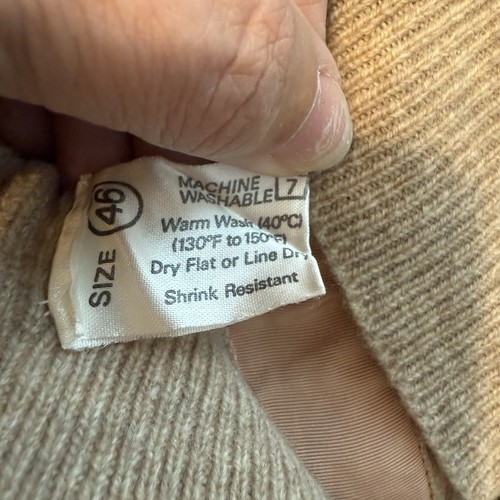 SIZE 46
MACHINE
WASHABLE 7
Warm Wash (40°C)
(130°F to 150°F)
Dry Flat or Line Dry
Shrink Resistant